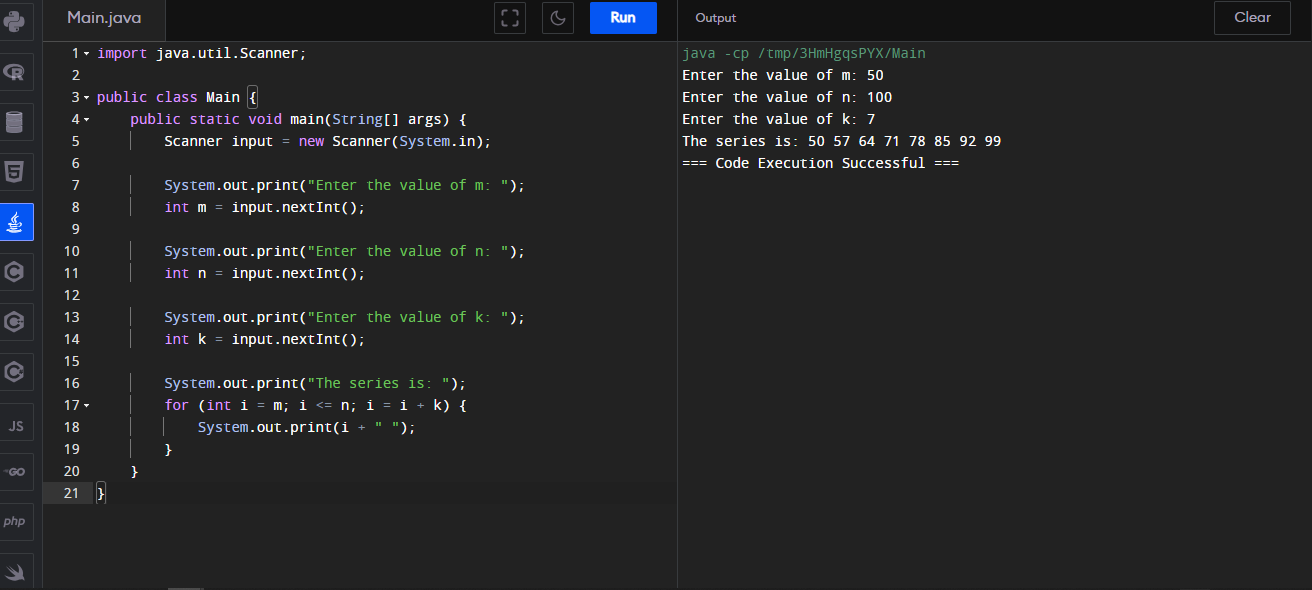 Main.java
Run
Output
Clear
1 import java.util.Scanner;
2
3 public class Main {
4     public static void main(String[] args) {
5         Scanner input = new Scanner(System.in);
6
7         System.out.print("Enter the value of m: ");
8         int m = input.nextInt();
9
10         System.out.print("Enter the value of n: ");
11         int n = input.nextInt();
12
13         System.out.print("Enter the value of k: ");
14         int k = input.nextInt();
15
16         System.out.print("The series is: ");
17         for (int i = m; i <= n; i = i + k) {
18             System.out.print(i + " ");
19         }
20     }
21 }
java -cp /tmp/3HmHgqsPYX/Main
Enter the value of m: 50
Enter the value of n: 100
Enter the value of k: 7
The series is: 50 57 64 71 78 85 92 99
=== Code Execution Successful ===
JS
GO
php